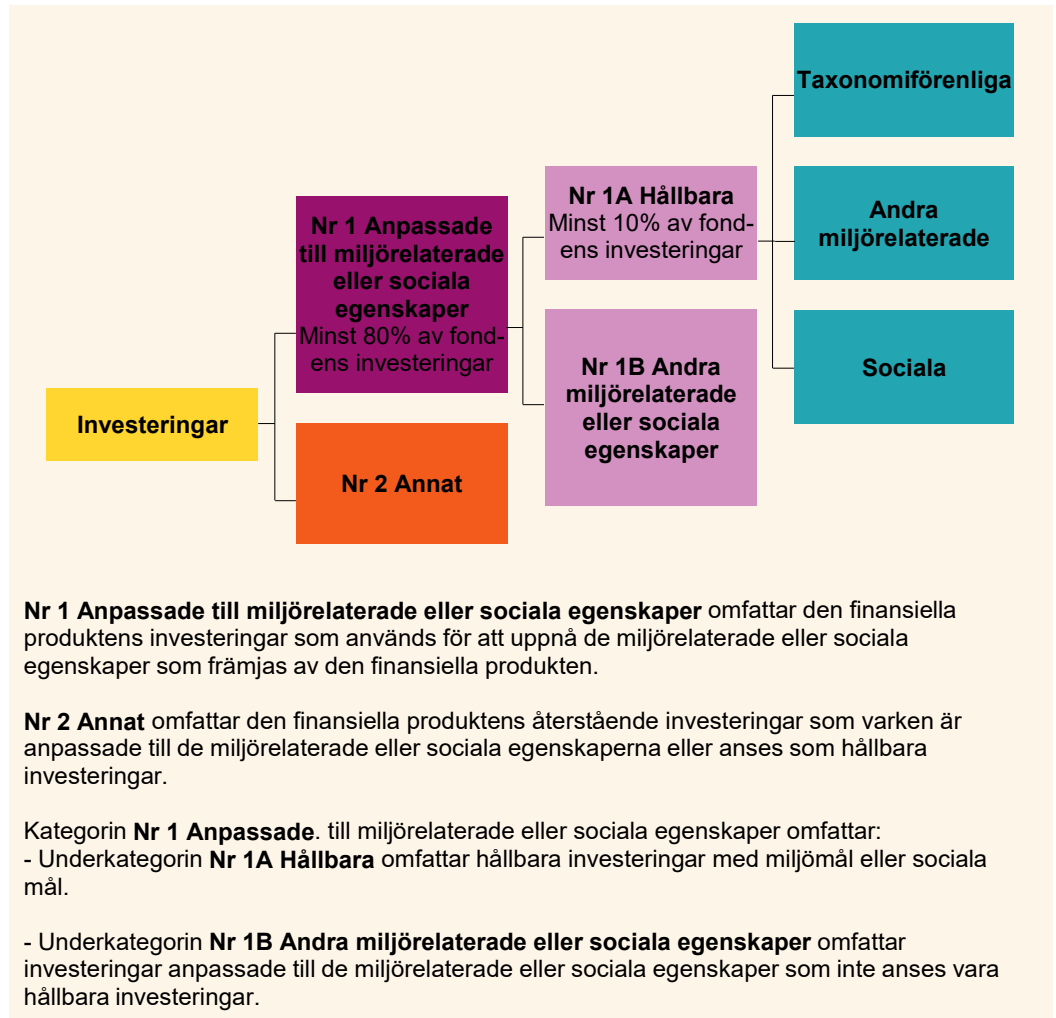 Taxonomiförenliga
Nr 1A Hållbara
Minst 10% av fond-
ens investeringar
Andra
miljörelaterade
Nr 1 Anpassade
till miljörelaterade
eller sociala
egenskaper
Minst 80% av fond-
ens investeringar
Nr 1B Andra
miljörelaterade
eller sociala
egenskaper
Sociala
Investeringar
Nr 2 Annat
Nr 1 Anpassade till miljörelaterade eller sociala egenskaper omfattar den finansiella
produktens investeringar som används för att uppnå de miljörelaterade eller sociala
egenskaper som främjas av den finansiella produkten.
Nr 2 Annat omfattar den finansiella produktens återstående investeringar som varken är
anpassade till de miljörelaterade eller sociala egenskaperna eller anses som hållbara
investeringar.
Kategorin Nr 1 Anpassade. till miljörelaterade eller sociala egenskaper omfattar:
- Underkategorin Nr 1A Hållbara omfattar hållbara investeringar med miljömål eller sociala
mål.
- Underkategorin Nr 1B Andra miljörelaterade eller sociala egenskaper omfattar
investeringar anpassade till de miljörelaterade eller sociala egenskaper som inte anses vara
hållbara investeringar.